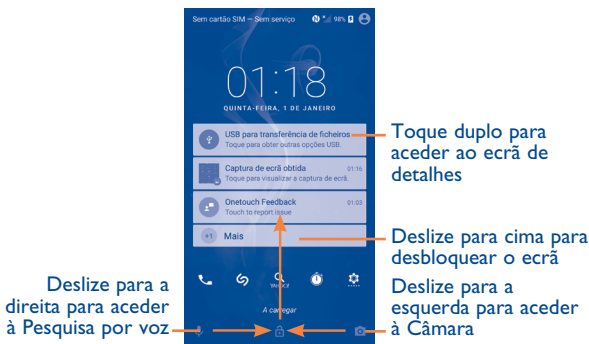 Sem cartão SIM — Sem serviço
98%
01:18
QUINTA-FEIRA, 1 DE JANEIRO
USB para transferência de ficheiros
Toque para obter outras opções USB.
Captura de ecrã obtida 01:16
Toque para visualizar a captura de ecrã.
Onetouch Feedback 01:03
Touch to report issue
+1 Mais
YAHOO!
A carregar
Toque duplo para
aceder ao ecrã de
detalhes
Deslize para cima para
desbloquear o ecrã
Deslize para a
esquerda para aceder
à Câmara
Deslize para a
direita para aceder
à Pesquisa por voz